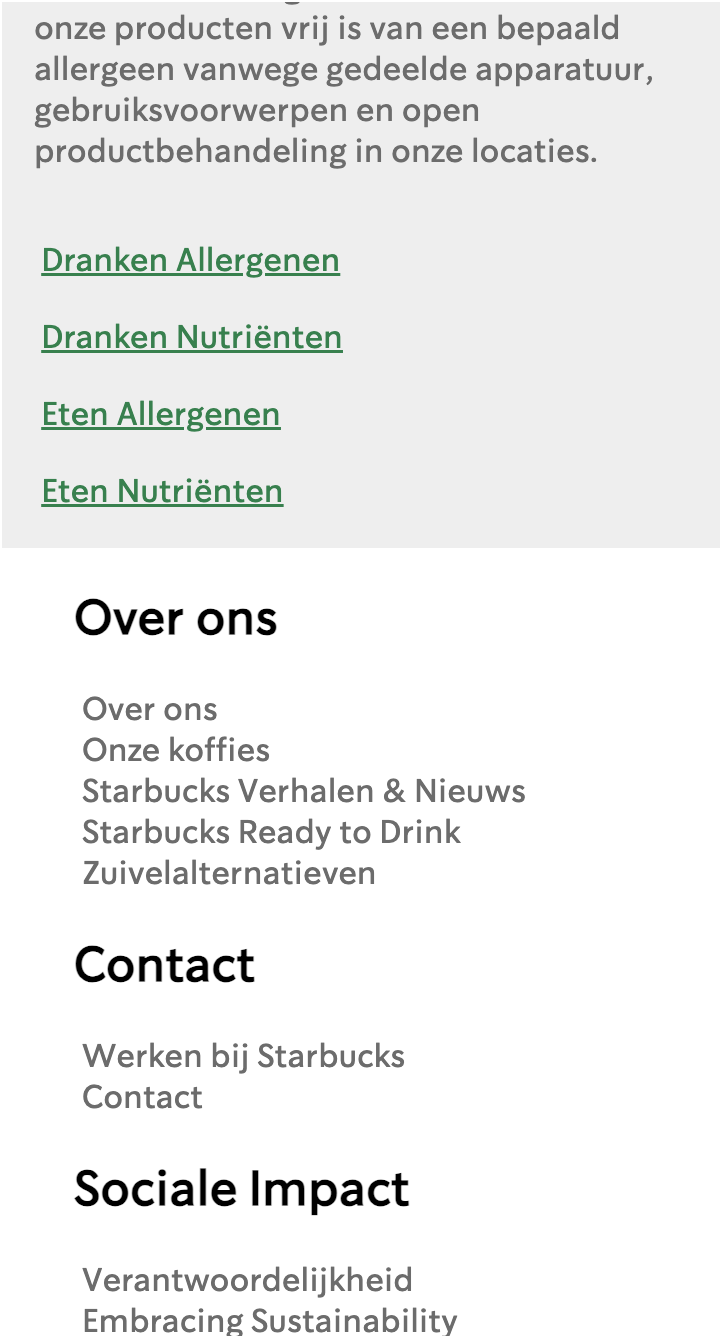 onze producten vrij is van een bepaald
allergeen vanwege gedeelde apparatuur,
gebruiksvoorwerpen en open
productbehandeling in onze locaties.
Dranken Allergenen
Dranken Nutriënten
Eten Allergenen
Eten Nutriënten
Over ons
Over ons
Onze koffies
Starbucks Verhalen & Nieuws
Starbucks Ready to Drink
Zuivelalternatieven
Contact
Werken bij Starbucks
Contact
Sociale Impact
Verantwoordelijkheid
Embracing Sustainability